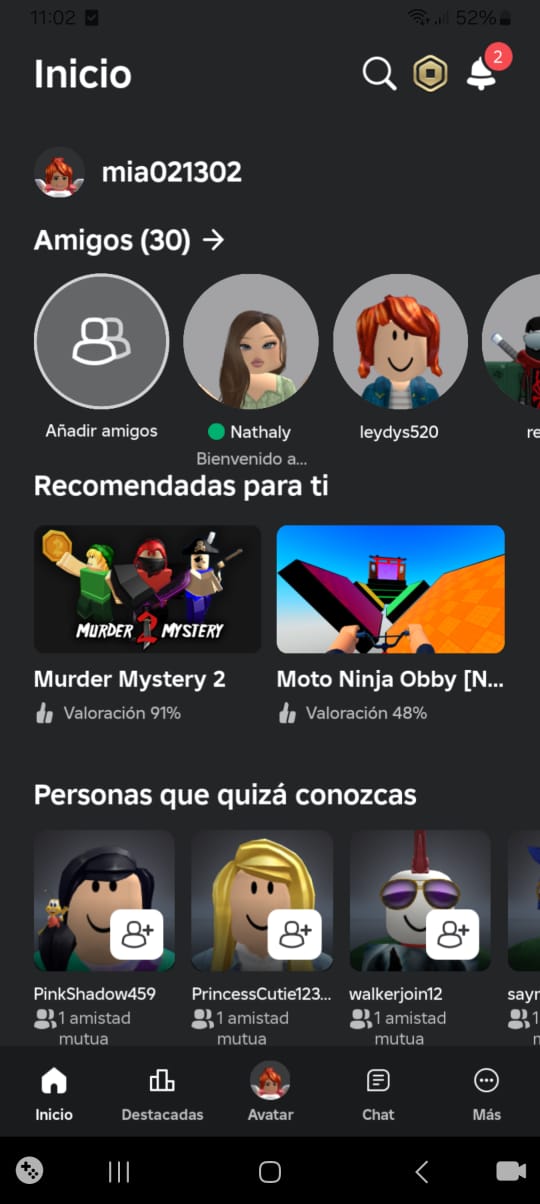 11:02 52%
Inicio
2
mia021302
Amigos (30)
Añadir amigos Nathaly leydys520 re
Bienvenido a...
Recomendadas para ti
MURDER 2 MYSTERY
Murder Mystery 2 Moto Ninja Obby [N...
Valoración 91% Valoración 48%
Personas que quizá conozcas
PinkShadow459 PrincessCutie123... walkerjoin12
1 amistad 1 amistad 1 amistad 1
mutua mutua mutua
Inicio Destacadas Avatar Chat Más